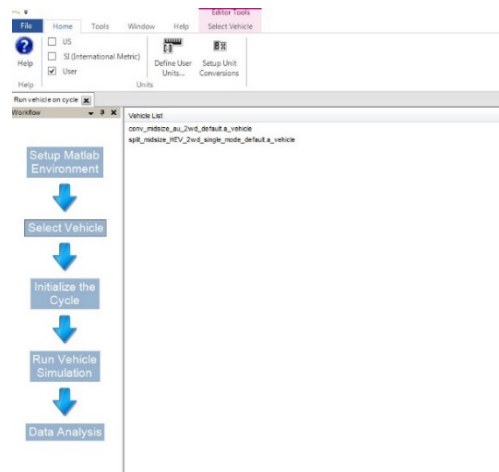 Editor Tools
File Home Tools Window Help Select Vehicle
US
SI (International Metric)
User
Help
Define User Units...
Setup Unit Conversions
Help Units
Run vehicle on cycle
Workflow
Vehicle List
conv_midsize_au_2wd_default.a_vehicle
split_midsize_HEV_2wd_single_mode_default.a_vehicle
Setup Matlab
Environment
Select Vehicle
Initialize the
Cycle
Run Vehicle
Simulation
Data Analysis